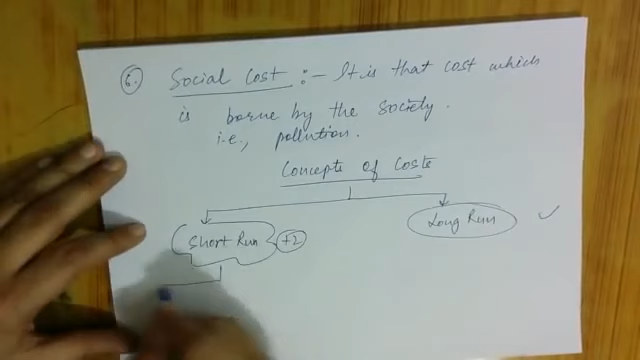 6. Social Cost :- It is that cost which
is borne by the society.
i.e., pollution.
Concepts of Costs
Short Run +2 Long Run